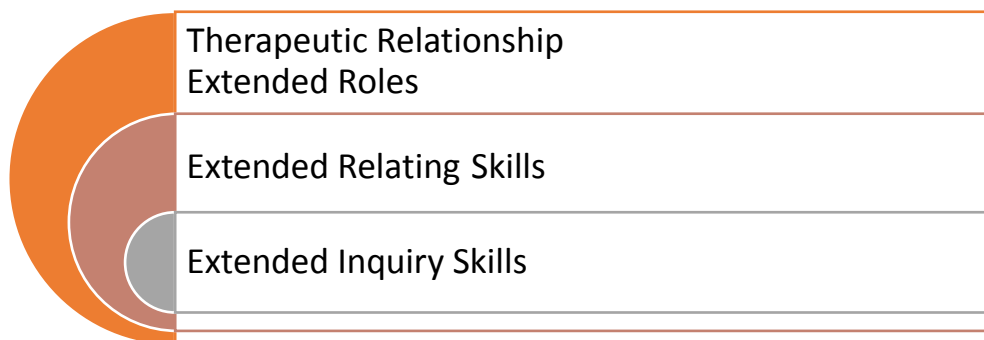 Therapeutic Relationship
Extended Roles
Extended Relating Skills
Extended Inquiry Skills